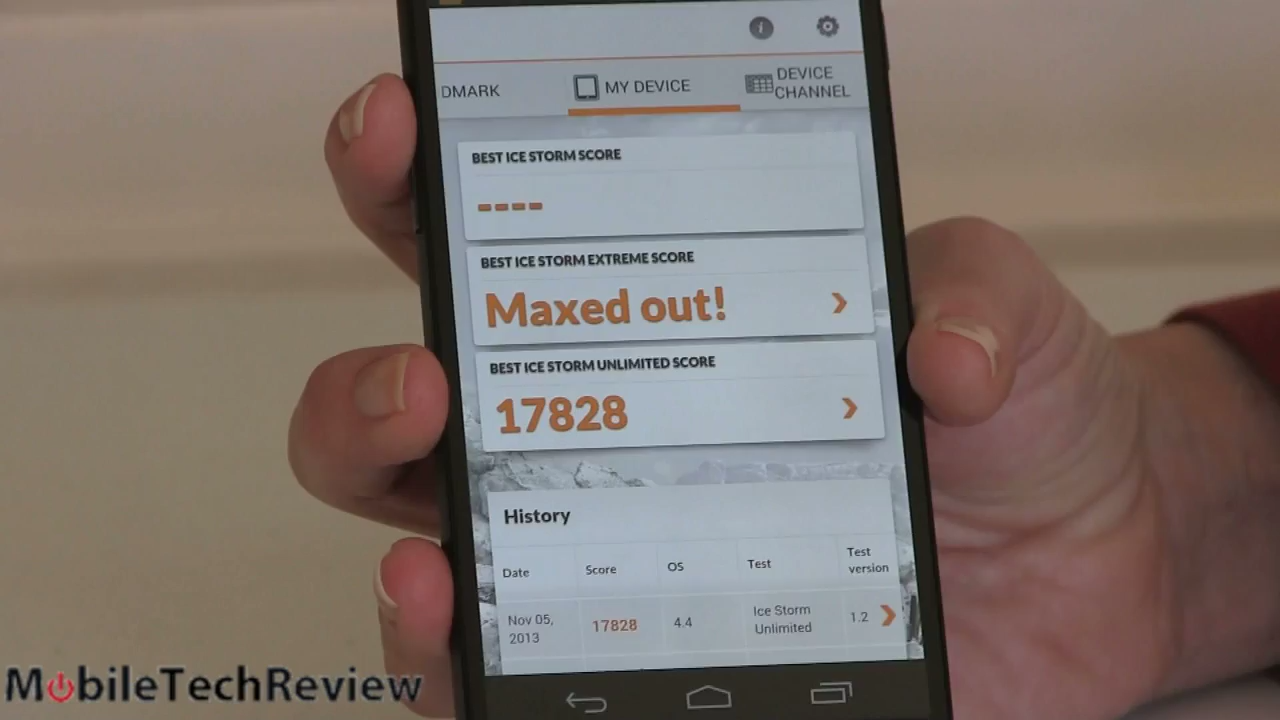 DMARK
MY DEVICE
DEVICE
CHANNEL
BEST ICE STORM SCORE
----
BEST ICE STORM EXTREME SCORE
Maxed out!
BEST ICE STORM UNLIMITED SCORE
17828
History
Date Score OS Test Test version
Nov 05, 2013 17828 4.4 Ice Storm Unlimited 1.2
MobileTechReview